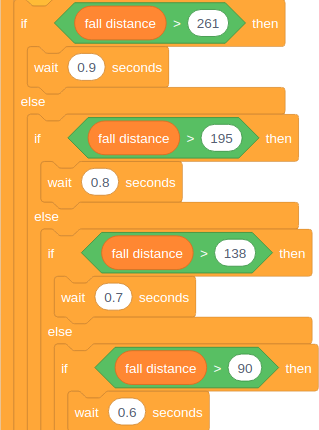 if fall distance > 261 then
wait 0.9 seconds
else
if fall distance > 195 then
wait 0.8 seconds
else
if fall distance > 138 then
wait 0.7 seconds
else
if fall distance > 90 then
wait 0.6 seconds